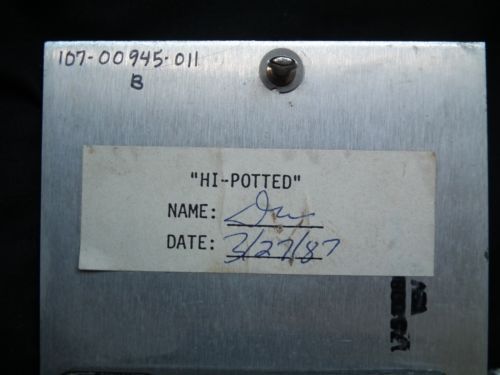 107-00945-011
B
"HI-POTTED"
NAME:
DATE: 3/27/87